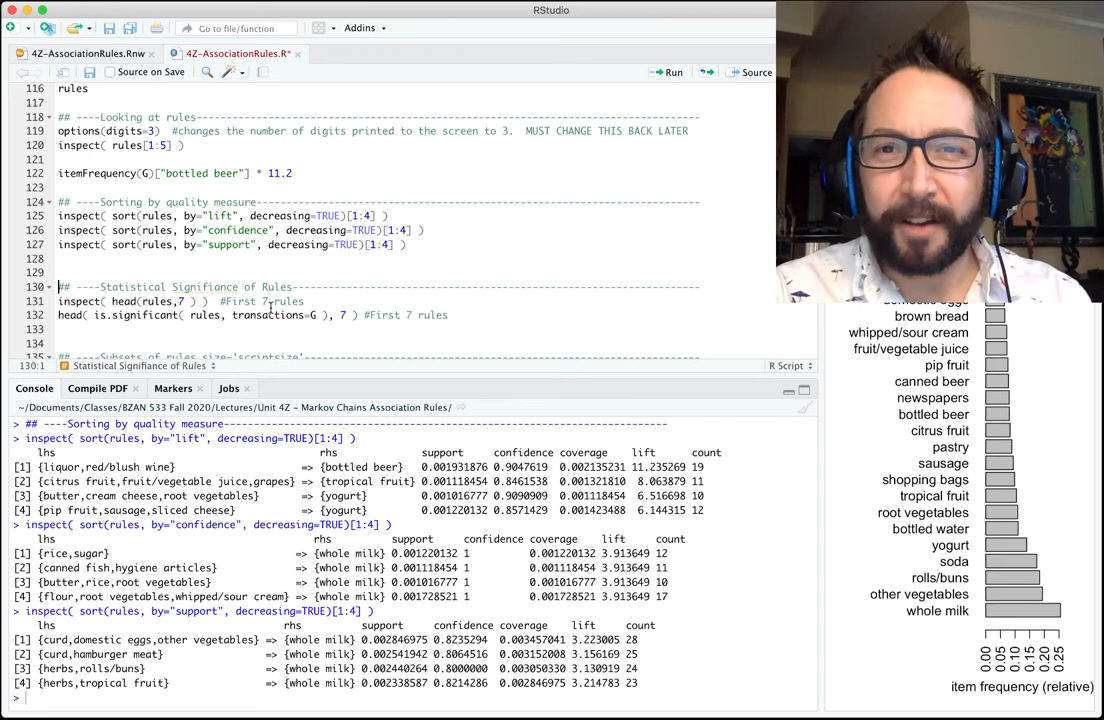 RStudio
Go to file/function
Addins
4Z-AssociationRules.Rnw
4Z-AssociationRules.R*
Source on Save
Run
Source
116 rules
117
118 ## ----Looking at rules-------------------------------------------------------------------------------------
119 options(digits=3)  #changes the number of digits printed to the screen to 3.  MUST CHANGE THIS BACK LATER
120 inspect( rules[1:5] )
121
122 itemFrequency(G)["bottled beer"] * 11.2
123
124 ## ----Sorting by quality measure---------------------------------------------------------------------------
125 inspect( sort(rules, by="lift", decreasing=TRUE)[1:4] )
126 inspect( sort(rules, by="confidence", decreasing=TRUE)[1:4] )
127 inspect( sort(rules, by="support", decreasing=TRUE)[1:4] )
128
129
130 ## ----Statistical Signifiance of Rules---------------------------------------------------------------------
131 inspect( head(rules,7 ) )  #First 7 rules
132 head( is.significant( rules, transactions=G ), 7 ) #First 7 rules
133
134
135 ## ----Subsets of rules size='scriptsize'-------------------------------------------------------------------
130:1
Statistical Signifiance of Rules
R Script
Console
Compile PDF
Markers
Jobs
~/Documents/Classes/BZAN 533 Fall 2020/Lectures/Unit 4Z - Markov Chains Association Rules/
> ## ----Sorting by quality measure---------------------------------------------------------------------------
> inspect( sort(rules, by="lift", decreasing=TRUE)[1:4] )
lhs rhs support confidence coverage lift count
[1] {liquor,red/blush wine} => {bottled beer} 0.001931876 0.9047619 0.002135231 11.235269 19
[2] {citrus fruit,fruit/vegetable juice,grapes} => {tropical fruit} 0.001118454 0.8461538 0.001321810 8.063879 11
[3] {butter,cream cheese,root vegetables} => {yogurt} 0.001016777 0.9090909 0.001118454 6.516698 10
[4] {pip fruit,sausage,sliced cheese} => {yogurt} 0.001220132 0.8571429 0.001423488 6.144315 12
> inspect( sort(rules, by="confidence", decreasing=TRUE)[1:4] )
lhs rhs support confidence coverage lift count
[1] {rice,sugar} => {whole milk} 0.001220132 1 0.001220132 3.913649 12
[2] {canned fish,hygiene articles} => {whole milk} 0.001118454 1 0.001118454 3.913649 11
[3] {butter,rice,root vegetables} => {whole milk} 0.001016777 1 0.001016777 3.913649 10
[4] {flour,root vegetables,whipped/sour cream} => {whole milk} 0.001728521 1 0.001728521 3.913649 17
> inspect( sort(rules, by="support", decreasing=TRUE)[1:4] )
lhs rhs support confidence coverage lift count
[1] {curd,domestic eggs,other vegetables} => {whole milk} 0.002846975 0.8235294 0.003457041 3.223005 28
[2] {curd,hamburger meat} => {whole milk} 0.002541942 0.8064516 0.003152008 3.156169 25
[3] {herbs,rolls/buns} => {whole milk} 0.002440264 0.8000000 0.003050330 3.130919 24
[4] {herbs,tropical fruit} => {whole milk} 0.002338587 0.8214286 0.002846975 3.214783 23
>
domestic eggs
brown bread
whipped/sour cream
fruit/vegetable juice
pip fruit
canned beer
newspapers
bottled beer
citrus fruit
pastry
sausage
shopping bags
tropical fruit
root vegetables
bottled water
yogurt
soda
rolls/buns
other vegetables
whole milk
0.00 0.05 0.10 0.15 0.20 0.25
item frequency (relative)